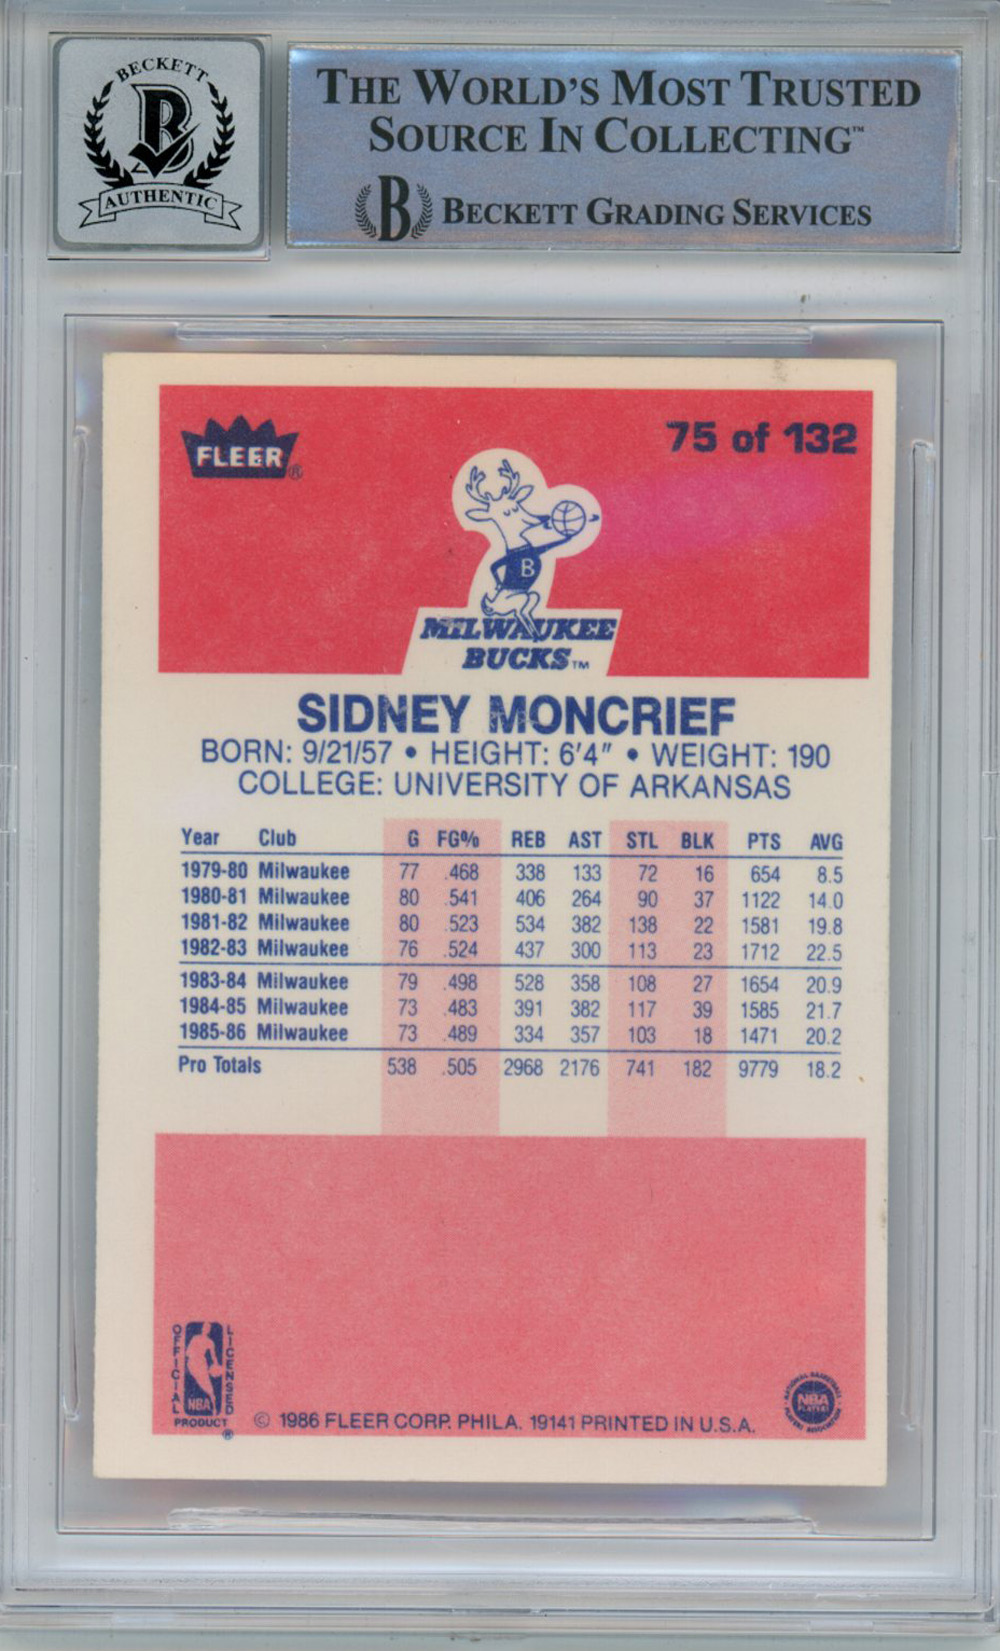 BECKETT
B
AUTHENTIC
THE WORLD'S MOST TRUSTED
SOURCE IN COLLECTING™
B BECKETT GRADING SERVICES
FLEER®
75 of 132
B
MILWAUKEE
BUCKS™
SIDNEY MONCRIEF
BORN: 9/21/57 • HEIGHT: 6'4" • WEIGHT: 190
COLLEGE: UNIVERSITY OF ARKANSAS
Year Club G FG% REB AST STL BLK PTS AVG
1979-80 Milwaukee 77 .468 338 133 72 16 654 8.5
1980-81 Milwaukee 80 .541 406 264 90 37 1122 14.0
1981-82 Milwaukee 80 .523 534 382 138 22 1581 19.8
1982-83 Milwaukee 76 .524 437 300 113 23 1712 22.5
1983-84 Milwaukee 79 .498 528 358 108 27 1654 20.9
1984-85 Milwaukee 73 .483 391 382 117 39 1585 21.7
1985-86 Milwaukee 73 .489 334 357 103 18 1471 20.2
Pro Totals 538 .505 2968 2176 741 182 9779 18.2
OFFICIAL
LICENSED
NBA
PRODUCT
®
© 1986 FLEER CORP. PHILA. 19141 PRINTED IN U.S.A.
NATIONAL BASKETBALL
NBA
PLAYERS
PLAYERS ASSOCIATION